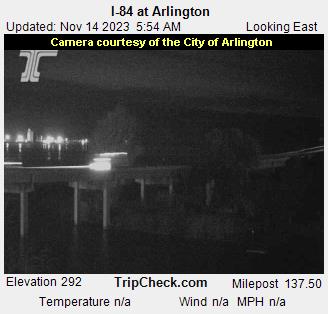 I-84 at Arlington
Updated: Nov 14 2023 5:54 AM Looking East
Camera courtesy of the City of Arlington
Elevation 292 TripCheck.com Milepost 137.50
Temperature n/a Wind n/a MPH n/a